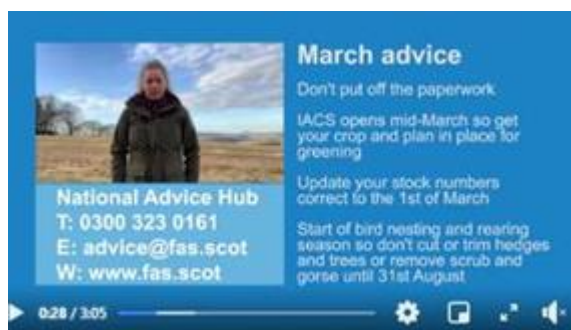 March advice
Don't put off the paperwork
IACS opens mid-March so get
your crop and plan in place for
greening
Update your stock numbers
correct to the 1st of March
Start of bird nesting and rearing
season so don't cut or trim hedges
and trees or remove scrub and
gorse until 31st August
National Advice Hub
T: 0300 323 0161
E: advice@fas.scot
W: www.fas.scot
0:28 / 3:05